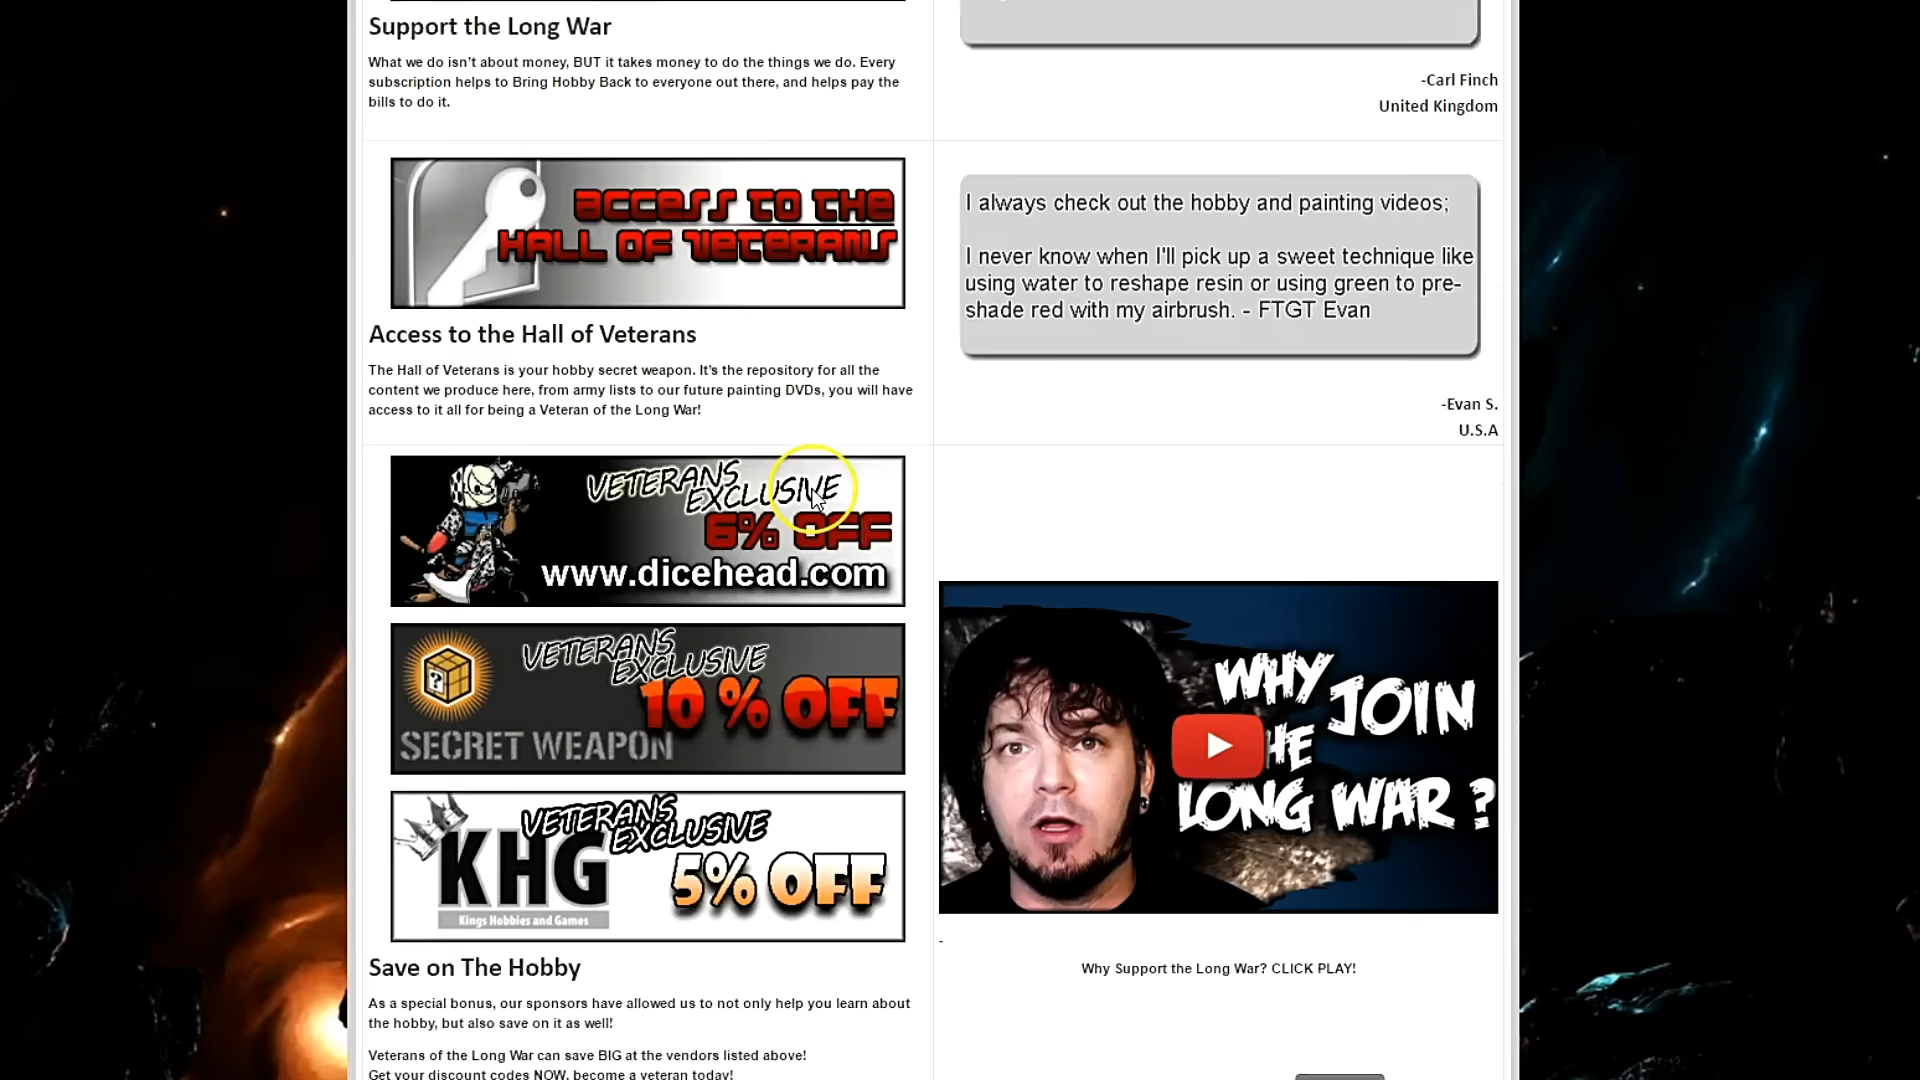 Support the Long War
What we do isn't about money, BUT it takes money to do the things we do. Every
subscription helps to Bring Hobby Back to everyone out there, and helps pay the
bills to do it.
-Carl Finch
United Kingdom
ACCESS TO THE
HALL OF VETERANS
Access to the Hall of Veterans
The Hall of Veterans is your hobby secret weapon. It's the repository for all the
content we produce here, from army lists to our future painting DVDs, you will have
access to it all for being a Veteran of the Long War!
I always check out the hobby and painting videos;
I never know when I'll pick up a sweet technique like
using water to reshape resin or using green to pre-
shade red with my airbrush. - FTGT Evan
-Evan S.
U.S.A
VETERANS
EXCLUSIVE
6% OFF
www.dicehead.com
VETERANS
EXCLUSIVE
10 % OFF
?
SECRET WEAPON
VETERANS
EXCLUSIVE
KHG
5% OFF
Kings Hobbies and Games
WHY JOIN
HE
LONG WAR ?
-
Why Support the Long War? CLICK PLAY!
Save on The Hobby
As a special bonus, our sponsors have allowed us to not only help you learn about
the hobby, but also save on it as well!
Veterans of the Long War can save BIG at the vendors listed above!
Get your discount codes NOW, become a veteran today!